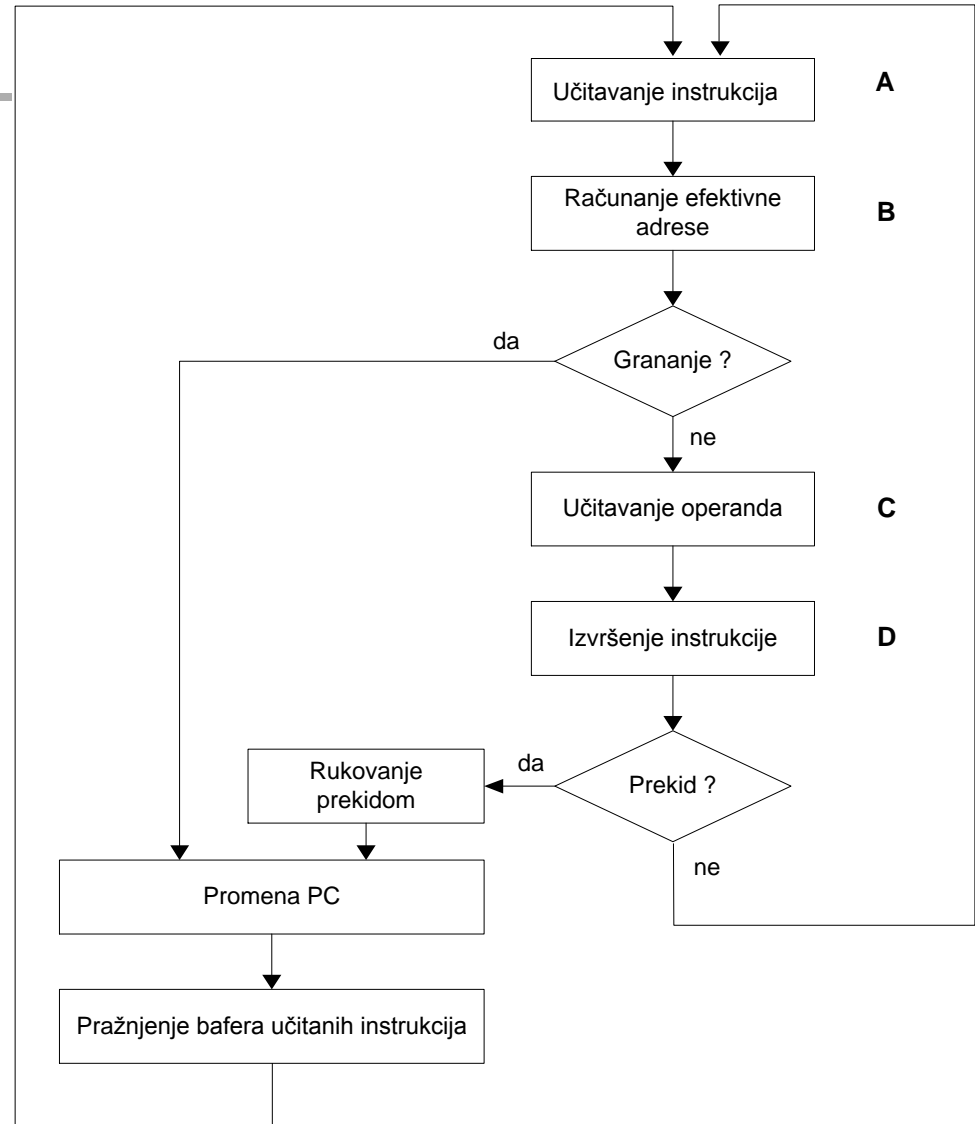 Učitavanje instrukcija
A
Računanje efektivne
adrese
B
da
Grananje ?
ne
Učitavanje operanda
C
Izvršenje instrukcije
D
Rukovanje
prekidom
da
Prekid ?
ne
Promena PC
Pražnjenje bafera učitanih instrukcija